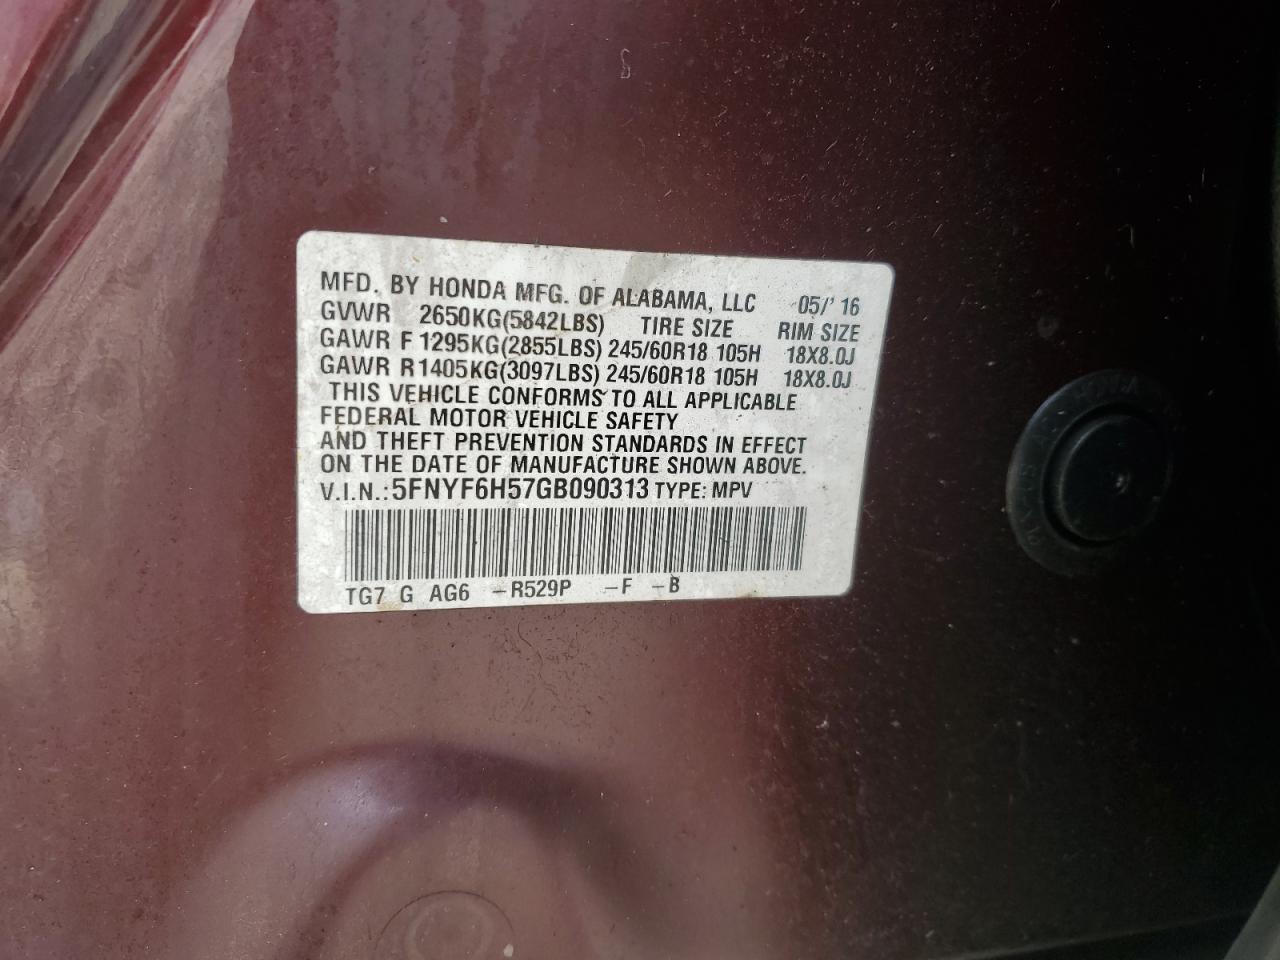 MFD. BY HONDA MFG. OF ALABAMA, LLC 05/' 16
GVWR 2650KG(5842LBS) TIRE SIZE RIM SIZE
GAWR F 1295KG(2855LBS) 245/60R18 105H 18X8.0J
GAWR R1405KG(3097LBS) 245/60R18 105H 18X8.0J
THIS VEHICLE CONFORMS TO ALL APPLICABLE
FEDERAL MOTOR VEHICLE SAFETY
AND THEFT PREVENTION STANDARDS IN EFFECT
ON THE DATE OF MANUFACTURE SHOWN ABOVE.
V.I.N.: 5FNYF6H57GB090313 TYPE: MPV
TG7 G AG6 -R529P -F -B